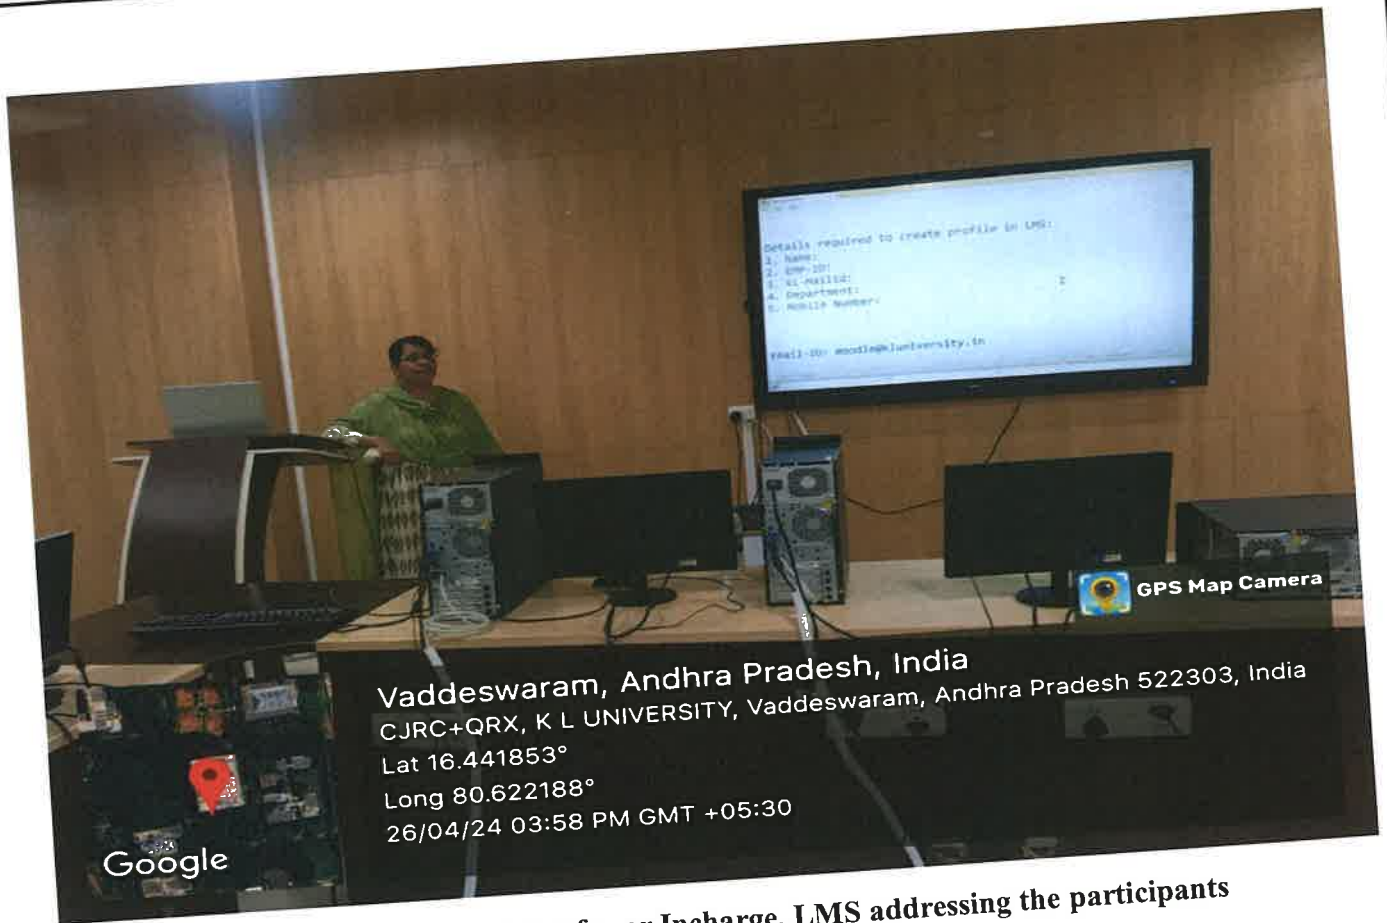 Details required to create profile in LMS:
1. Name:
2. EMP-ID:
3. KL-MailId:
4. Department:
5. Mobile Number:
Email-ID: moodle@kluniversity.in
GPS Map Camera
Vaddeswaram, Andhra Pradesh, India
CJRC+QRX, K L UNIVERSITY, Vaddeswaram, Andhra Pradesh 522303, India
Lat 16.441853°
Long 80.622188°
26/04/24 03:58 PM GMT +05:30
Google
Incharge, LMS addressing the participants